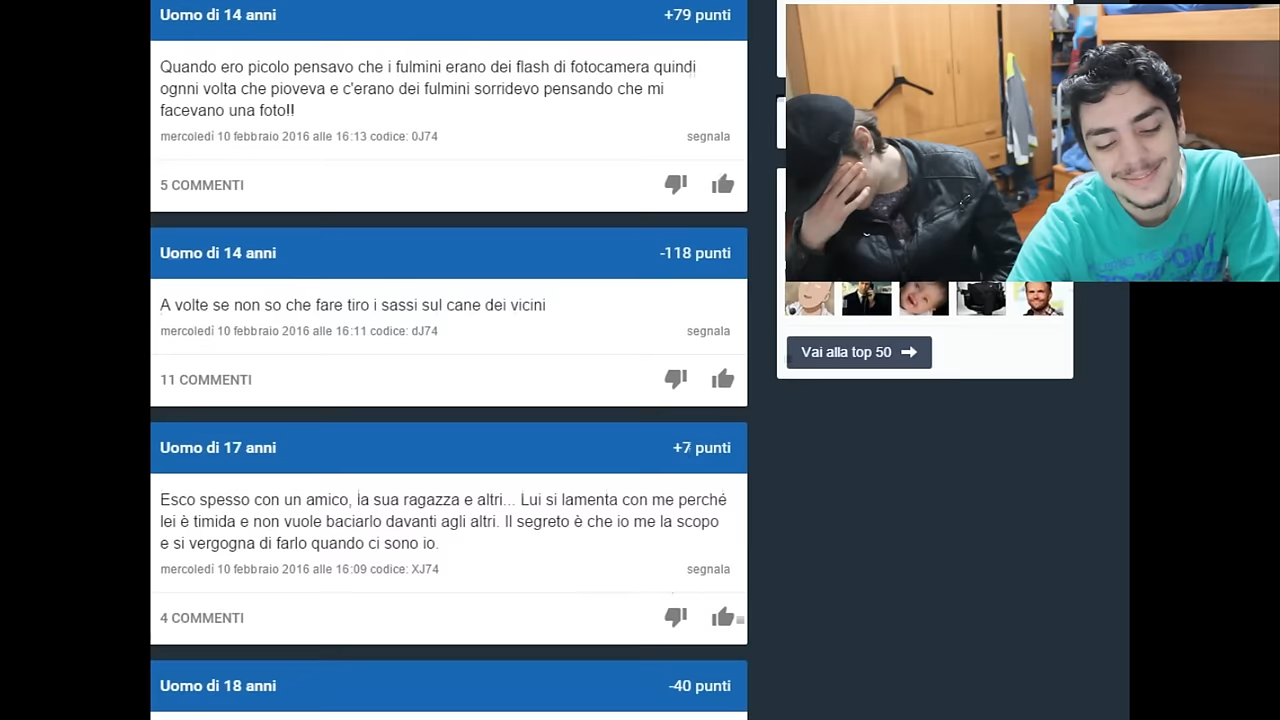 Uomo di 14 anni +79 punti
Quando ero picolo pensavo che i fulmini erano dei flash di fotocamera quindi
ognni volta che pioveva e c'erano dei fulmini sorridevo pensando che mi
facevano una foto!!
mercoledì 10 febbraio 2016 alle 16:13 codice: 0J74 segnala
5 COMMENTI
Uomo di 14 anni -118 punti
A volte se non so che fare tiro i sassi sul cane dei vicini
mercoledì 10 febbraio 2016 alle 16:11 codice: dJ74 segnala
11 COMMENTI
Uomo di 17 anni +7 punti
Esco spesso con un amico, la sua ragazza e altri... Lui si lamenta con me perché
lei è timida e non vuole baciarlo davanti agli altri. Il segreto è che io me la scopo
e si vergogna di farlo quando ci sono io.
mercoledì 10 febbraio 2016 alle 16:09 codice: XJ74 segnala
4 COMMENTI
Uomo di 18 anni -40 punti
Vai alla top 50